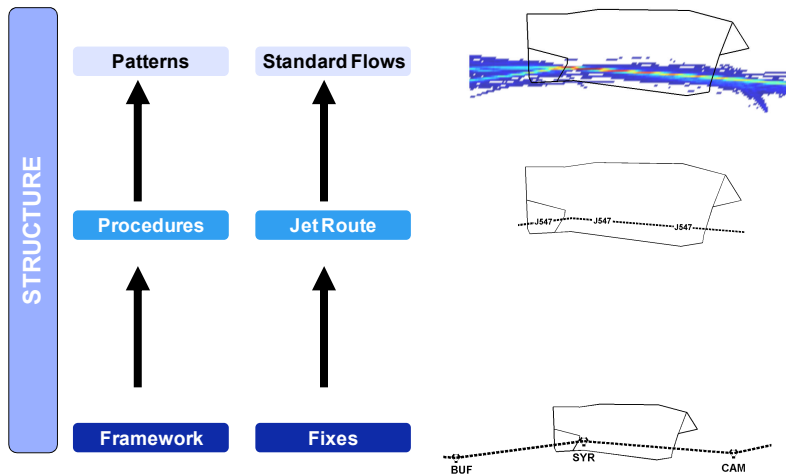 STRUCTURE
Patterns
Standard Flows
Procedures
Jet Route
J547
J547
J547
Framework
Fixes
BUF
SYR
CAM